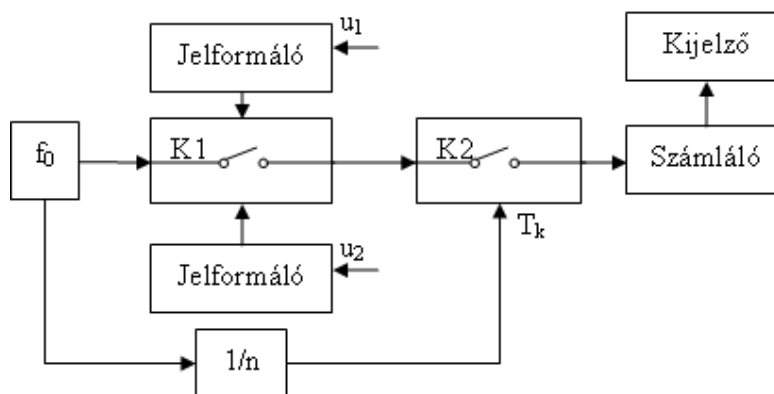 u₁
Jelformáló
Kijelző
f₀
K1
K2
Számláló
Tₖ
u₂
Jelformáló
1/n